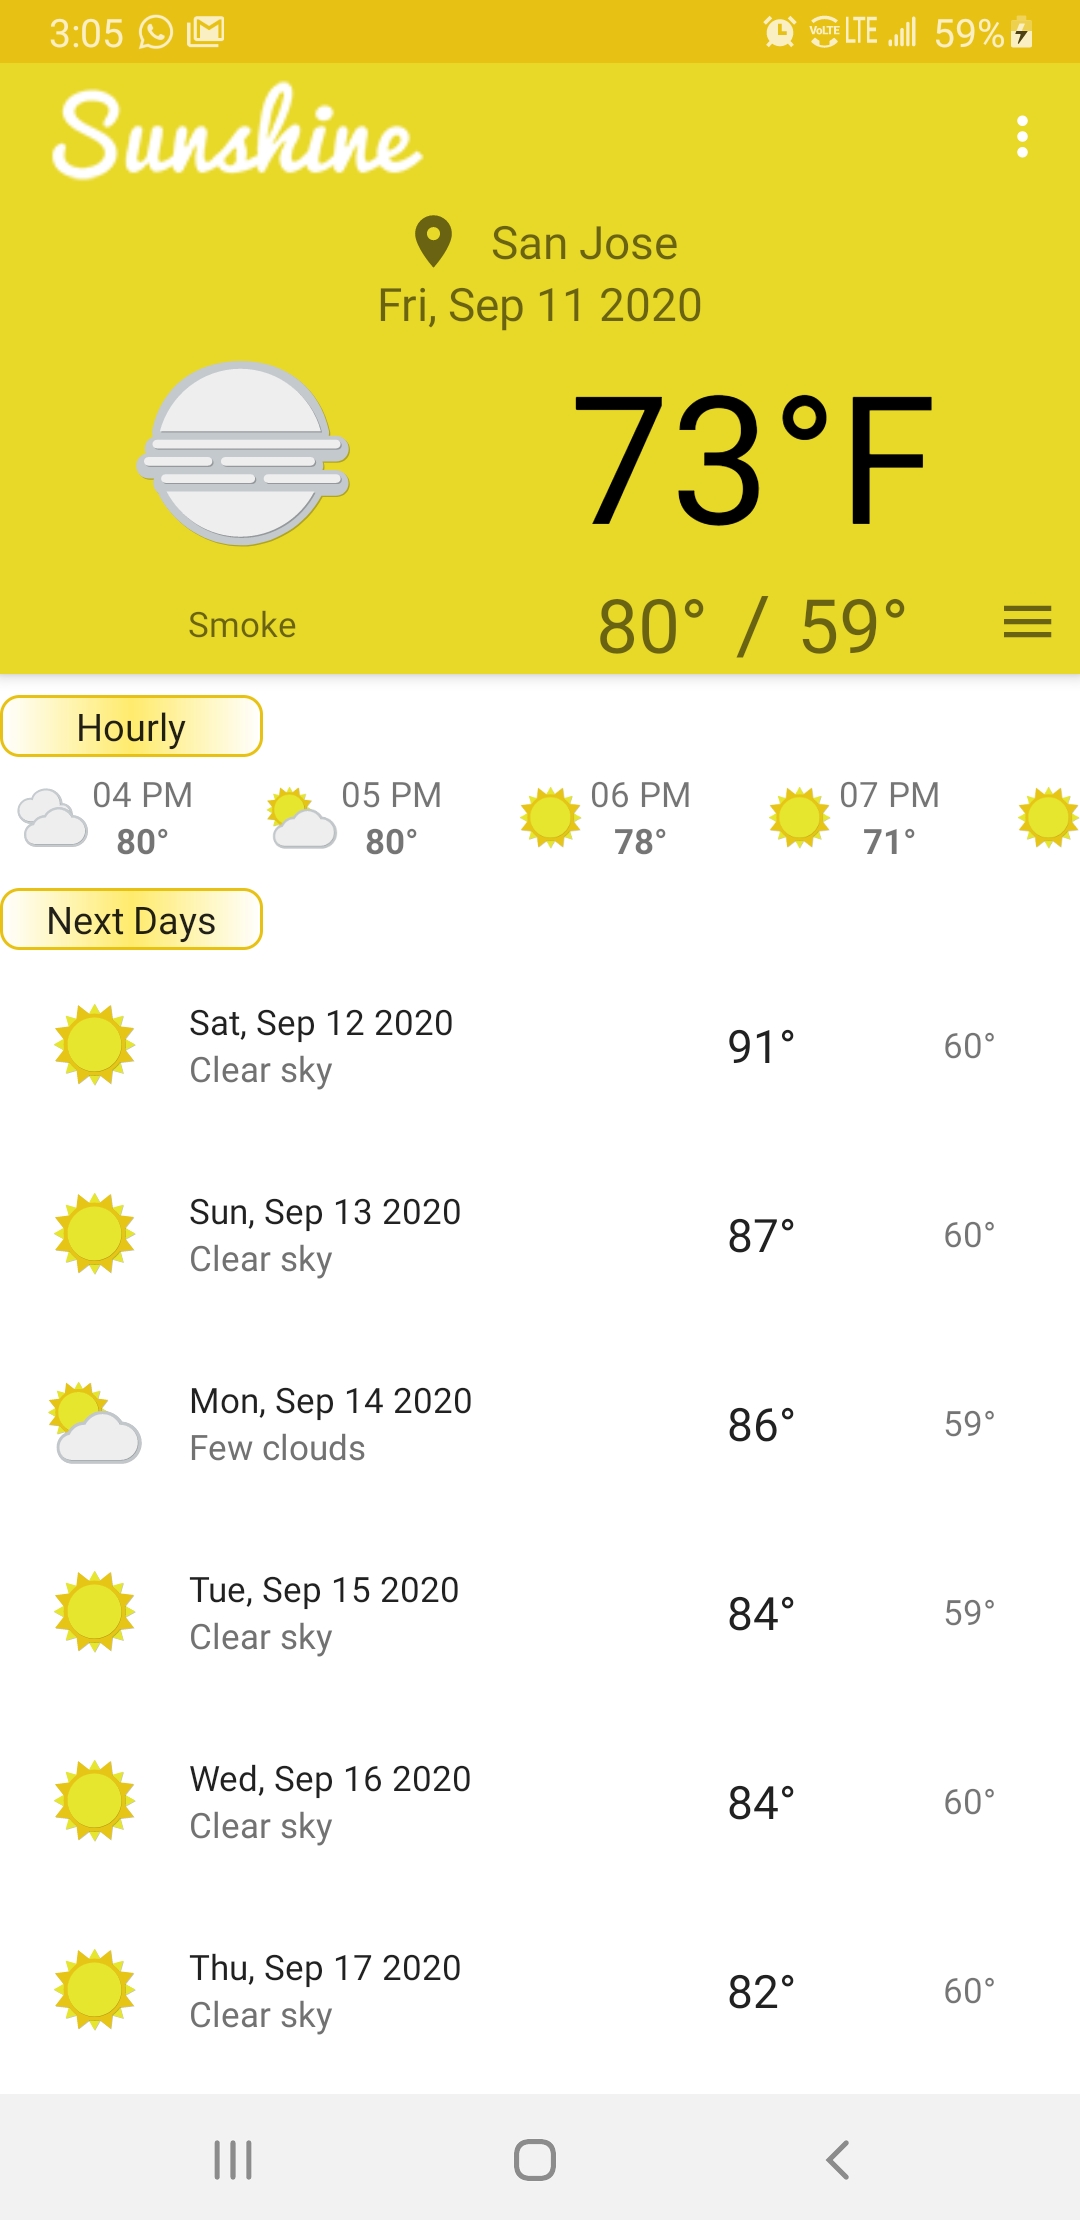 3:05 VoLTE LTE 59%
Sunshine
San Jose
Fri, Sep 11 2020
73°F
Smoke 80° / 59°
Hourly
04 PM 05 PM 06 PM 07 PM
80° 80° 78° 71°
Next Days
Sat, Sep 12 2020
Clear sky
91° 60°
Sun, Sep 13 2020
Clear sky
87° 60°
Mon, Sep 14 2020
Few clouds
86° 59°
Tue, Sep 15 2020
Clear sky
84° 59°
Wed, Sep 16 2020
Clear sky
84° 60°
Thu, Sep 17 2020
Clear sky
82° 60°